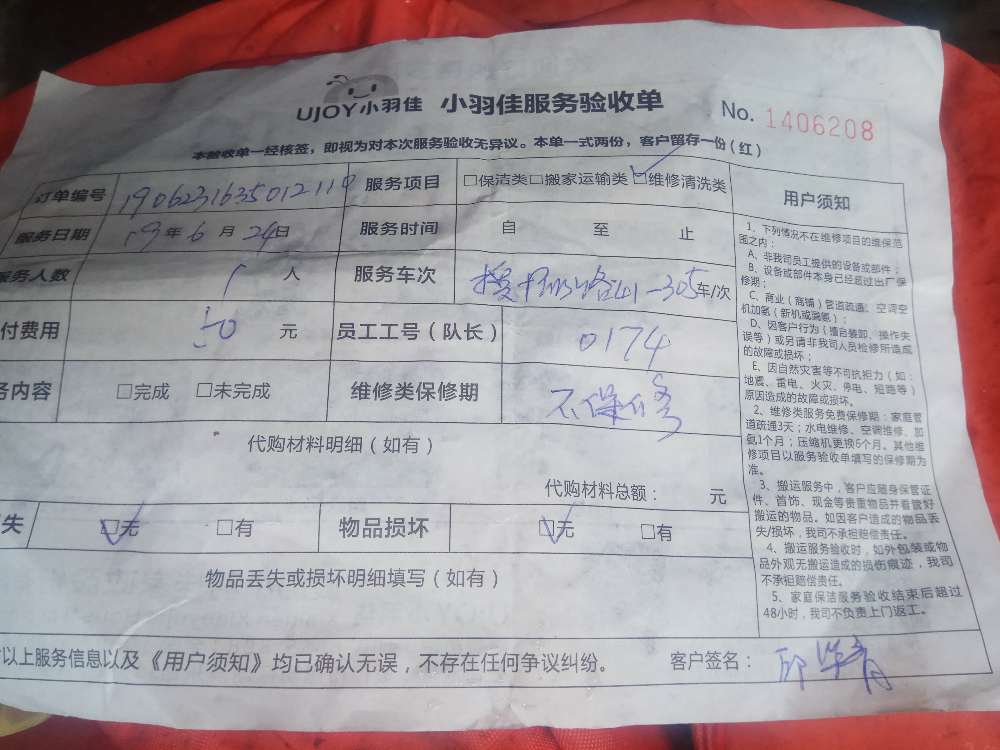 UJOY小羽佳 小羽佳服务验收单 No. 1406208
本验收单一经核签，即视为对本次服务验收无异议。本单一式两份，客户留存一份(红)
订单编号 服务项目 □保洁类□搬家运输类□维修清洗类
服务日期 19年6月24日 服务时间 自 至 止
服务人数 1人 服务车次 车/次
付费用 50元 员工工号(队长) 0174
务内容 □完成 □未完成 维修类保修期 不保修
代购材料明细(如有)
代购材料总额： 元
失 □无 □有 物品损坏 □无 □有
物品丢失或损坏明细填写(如有)
以上服务信息以及《用户须知》均已确认无误，不存在任何争议纠纷。 客户签名：
用户须知
1、下列情况不在维修项目的维保范
围之内：
A、非我司员工提供的设备或部件；
B、设备或部件本身已经超过出厂保
修期；
C、商业(商铺)管道疏通、空调空
机加氨(新机或漏氨)；
D、因客户行为(擅自装卸、操作失
误等)或另请非我司人员检修所造成
的故障或损坏；
E、因自然灾害等不可抗拒力(如：
地震、雷电、火灾、停电、短路等)
原因造成的故障或损坏。
2、维修类服务免费保修期：家庭管
道疏通3天；水电维修、空调维修、加
氨1个月；压缩机更换6个月。其他维
修项目以服务验收单填写的保修期为
准。
3、搬运服务中，客户应随身保管证
件、首饰、现金等贵重物品并看管好
搬运的物品。如因客户造成的物品丢
失/损坏，我司不承担赔偿责任。
4、搬运服务验收时，如外包装或物
品外观无搬运造成的损伤痕迹，我司
不承担赔偿责任。
5、家庭保洁服务验收结束后超过
48小时，我司不负责上门返工。